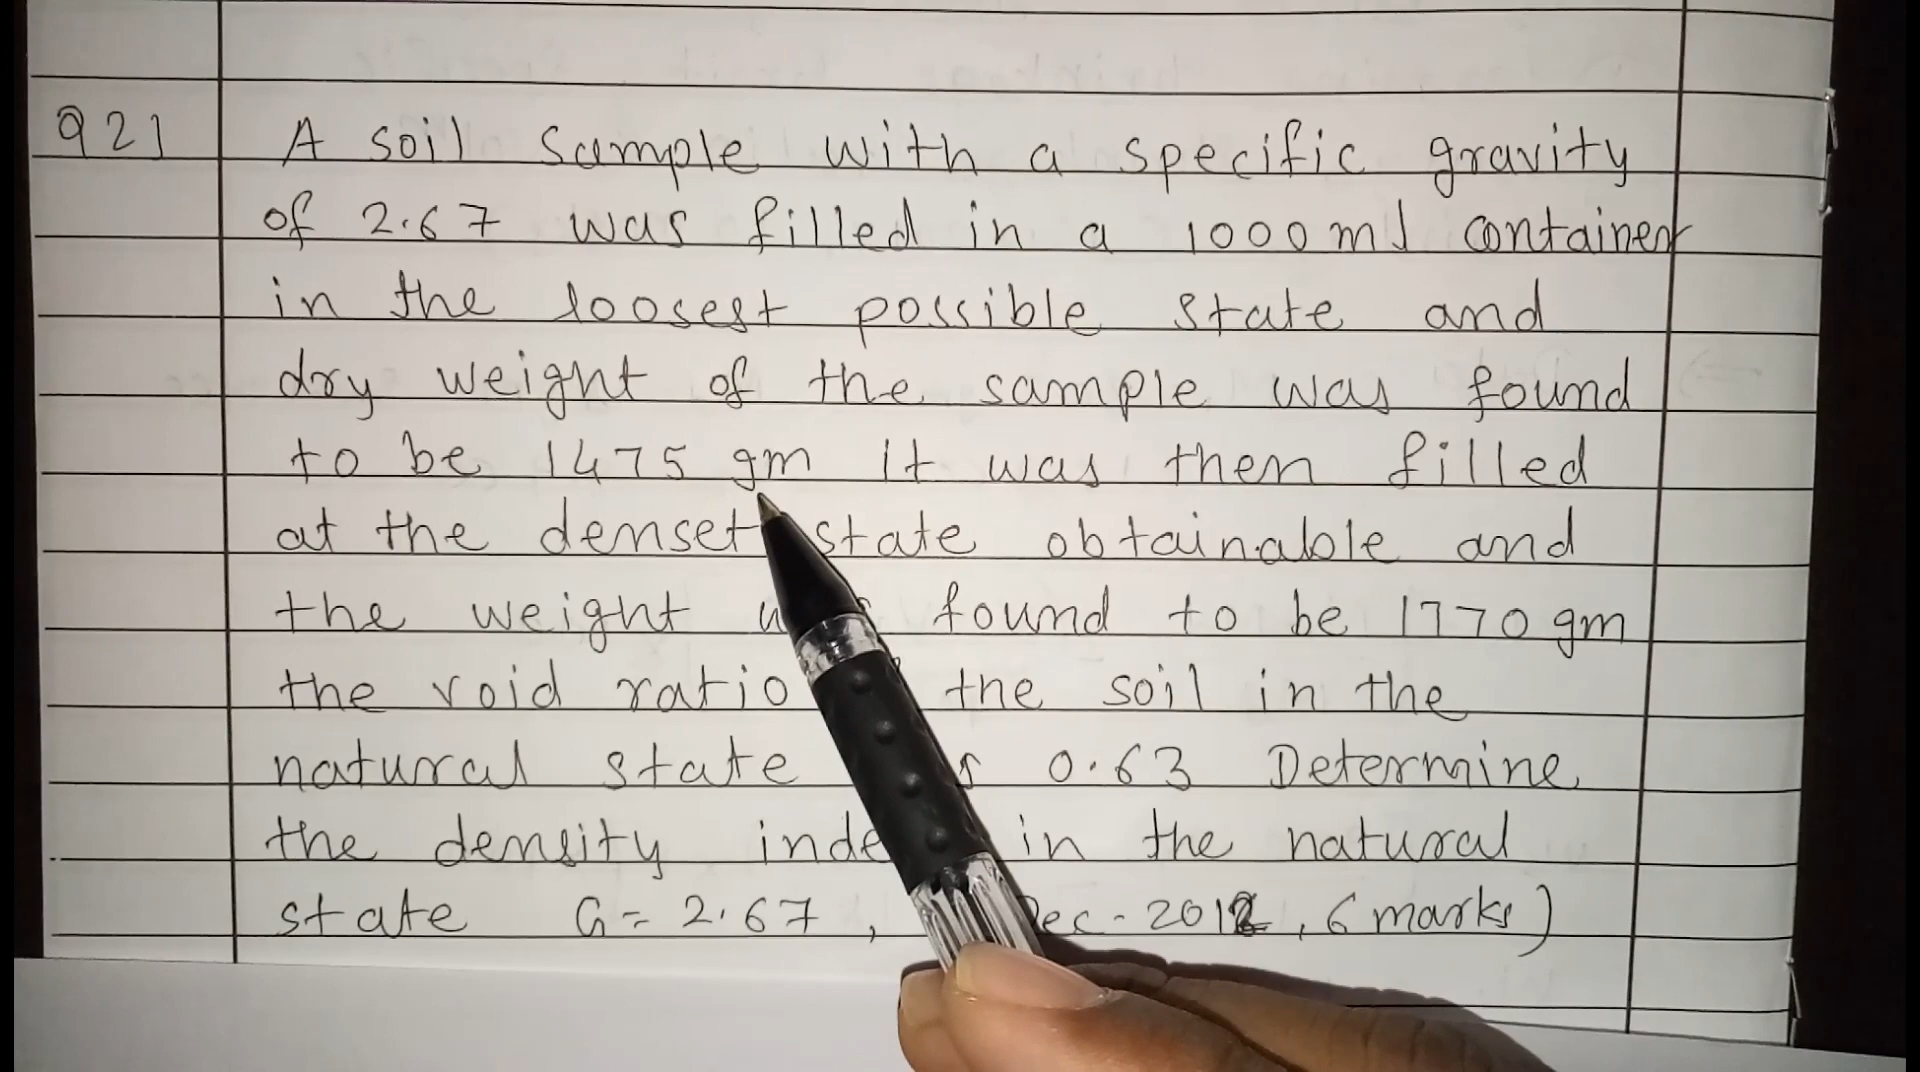 Q21
A soil sample with a specific gravity
of 2.67 was filled in a 1000 ml container
in the loosest possible state and
dry weight of the sample was found
to be 1475 gm It was then filled
at the denset state obtainable and
the weight found to be 1770 gm
the void ratio the soil in the
natural state 0.63 Determine
the density in the natural
state G = 2.67, Dec-2012, 6 marks)